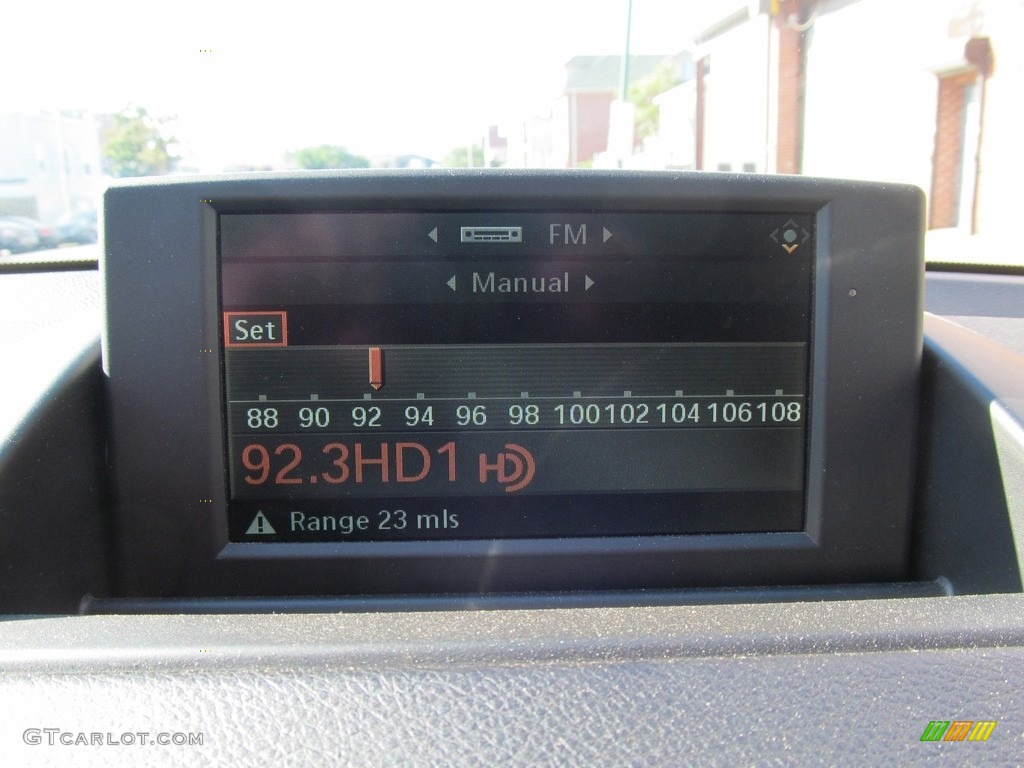 FM
Manual
Set
88 90 92 94 96 98 100 102 104 106 108
92.3HD1 HD
Range 23 mls
GTcarlot.com